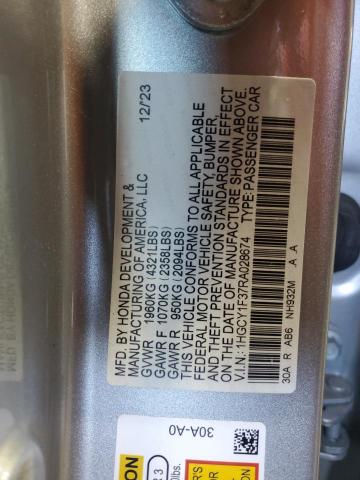 MFD. BY HONDA DEVELOPMENT & 12/'23
MANUFACTURING OF AMERICA, LLC
GVWR 1960KG (4321LBS)
GAWR F 1070KG (2358LBS)
GAWR R 950KG (2094LBS)
THIS VEHICLE CONFORMS TO ALL APPLICABLE
FEDERAL MOTOR VEHICLE SAFETY, BUMPER,
AND THEFT PREVENTION STANDARDS IN EFFECT
ON THE DATE OF MANUFACTURE SHOWN ABOVE.
V.I.N.: 1HGCY1F37RA028674 TYPE: PASSENGER CAR
30A R AB6 NH932M .A .A
30A-A0